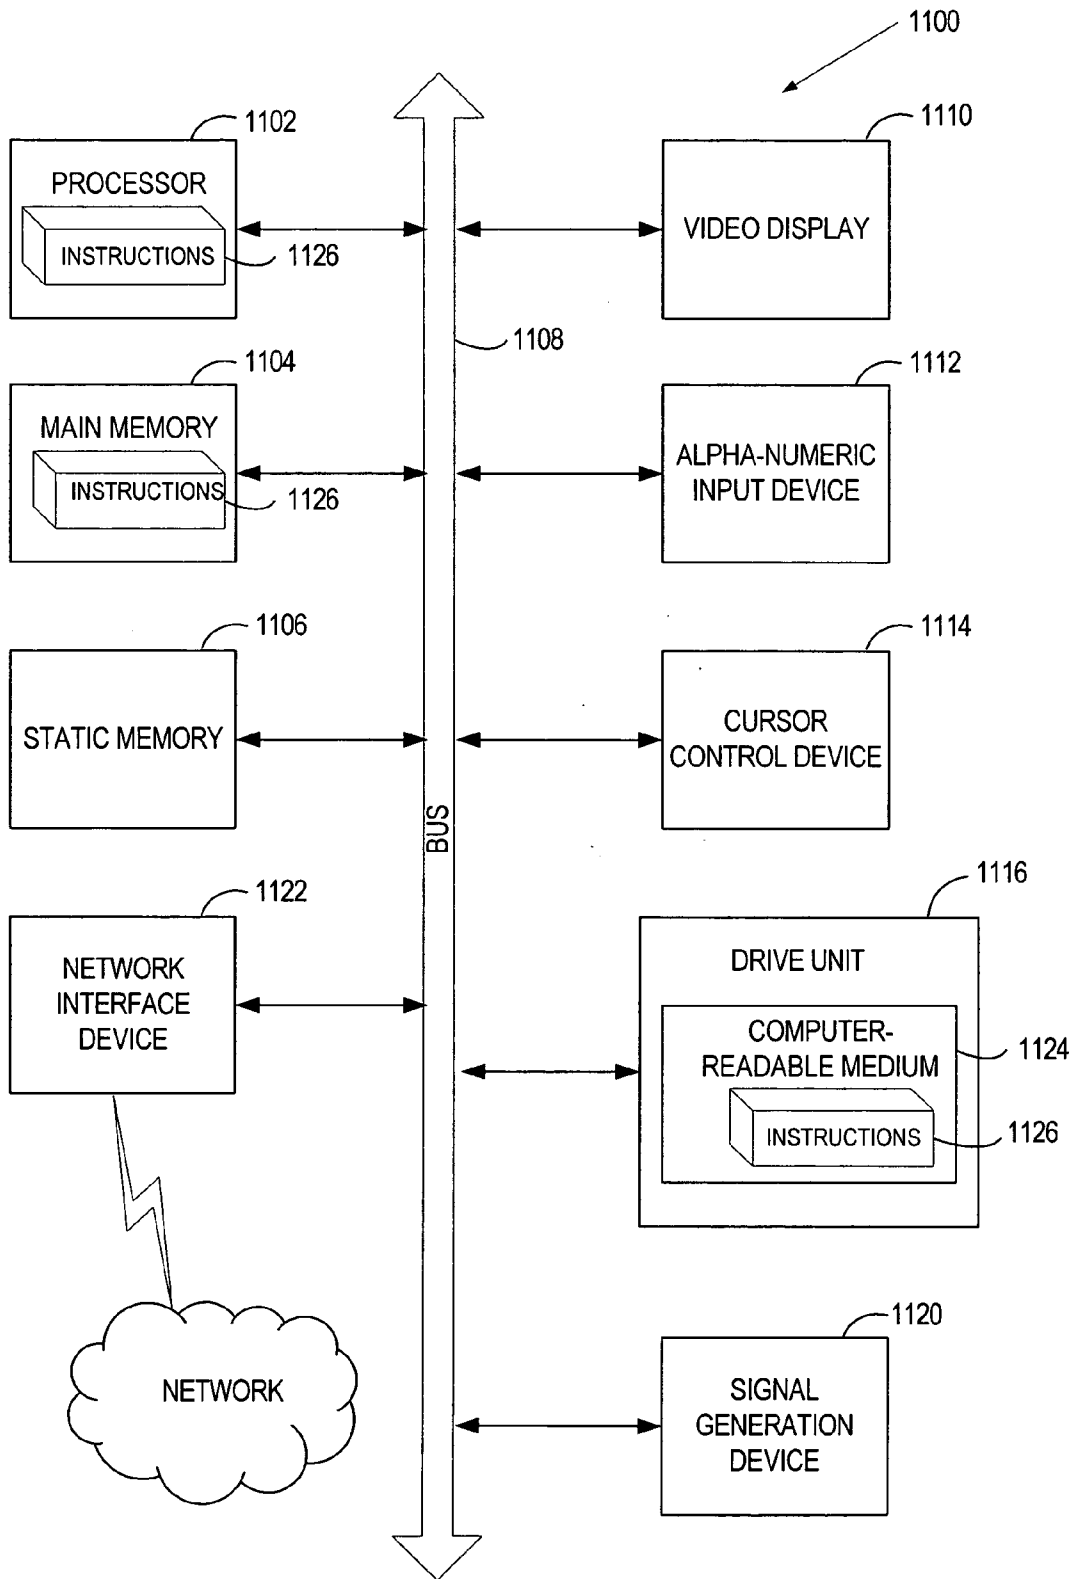 1100
1102
PROCESSOR
INSTRUCTIONS
1126
1110
VIDEO DISPLAY
1108
1104
MAIN MEMORY
INSTRUCTIONS
1126
1112
ALPHA-NUMERIC
INPUT DEVICE
1106
STATIC MEMORY
1114
CURSOR
CONTROL DEVICE
BUS
1122
NETWORK
INTERFACE
DEVICE
1116
DRIVE UNIT
COMPUTER-
READABLE MEDIUM
1124
INSTRUCTIONS
1126
NETWORK
1120
SIGNAL
GENERATION
DEVICE